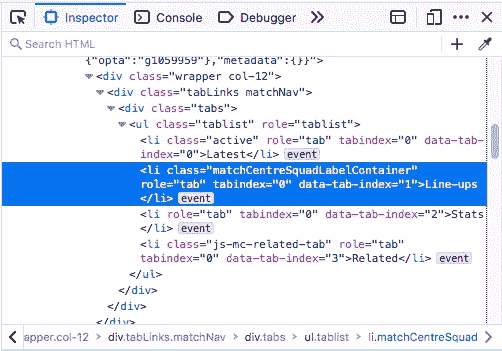 Inspector Console Debugger
Search HTML
{"opta":"g1059959"},"metadata":{}}">
<div class="wrapper col-12">
<div class="tabLinks matchNav">
<div class="tabs">
<ul class="tablist" role="tablist">
<li class="active" role="tab" tabindex="0" data-tab-
index="0">Latest</li> event
<li class="matchCentreSquadLabelContainer"
role="tab" tabindex="0" data-tab-index="1">Line-ups
</li> event
<li role="tab" tabindex="0" data-tab-index="2">Stats
</li> event
<li class="js-mc-related-tab" role="tab"
tabindex="0" data-tab-index="3">Related</li> event
</ul>
</div>
</div>
</div>
apper.col-12 div.tabLinks.matchNav div.tabs ul.tablist li.matchCentreSquad